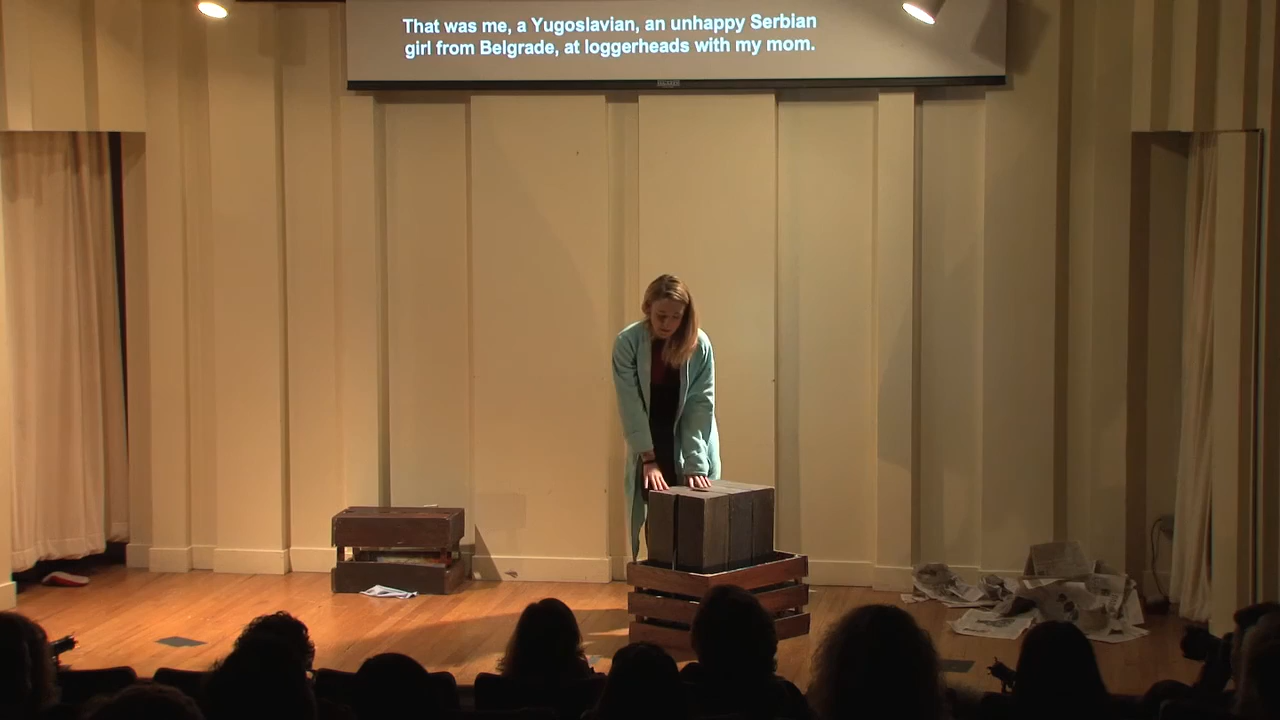 That was me, a Yugoslavian, an unhappy Serbian
girl from Belgrade, at loggerheads with my mom.